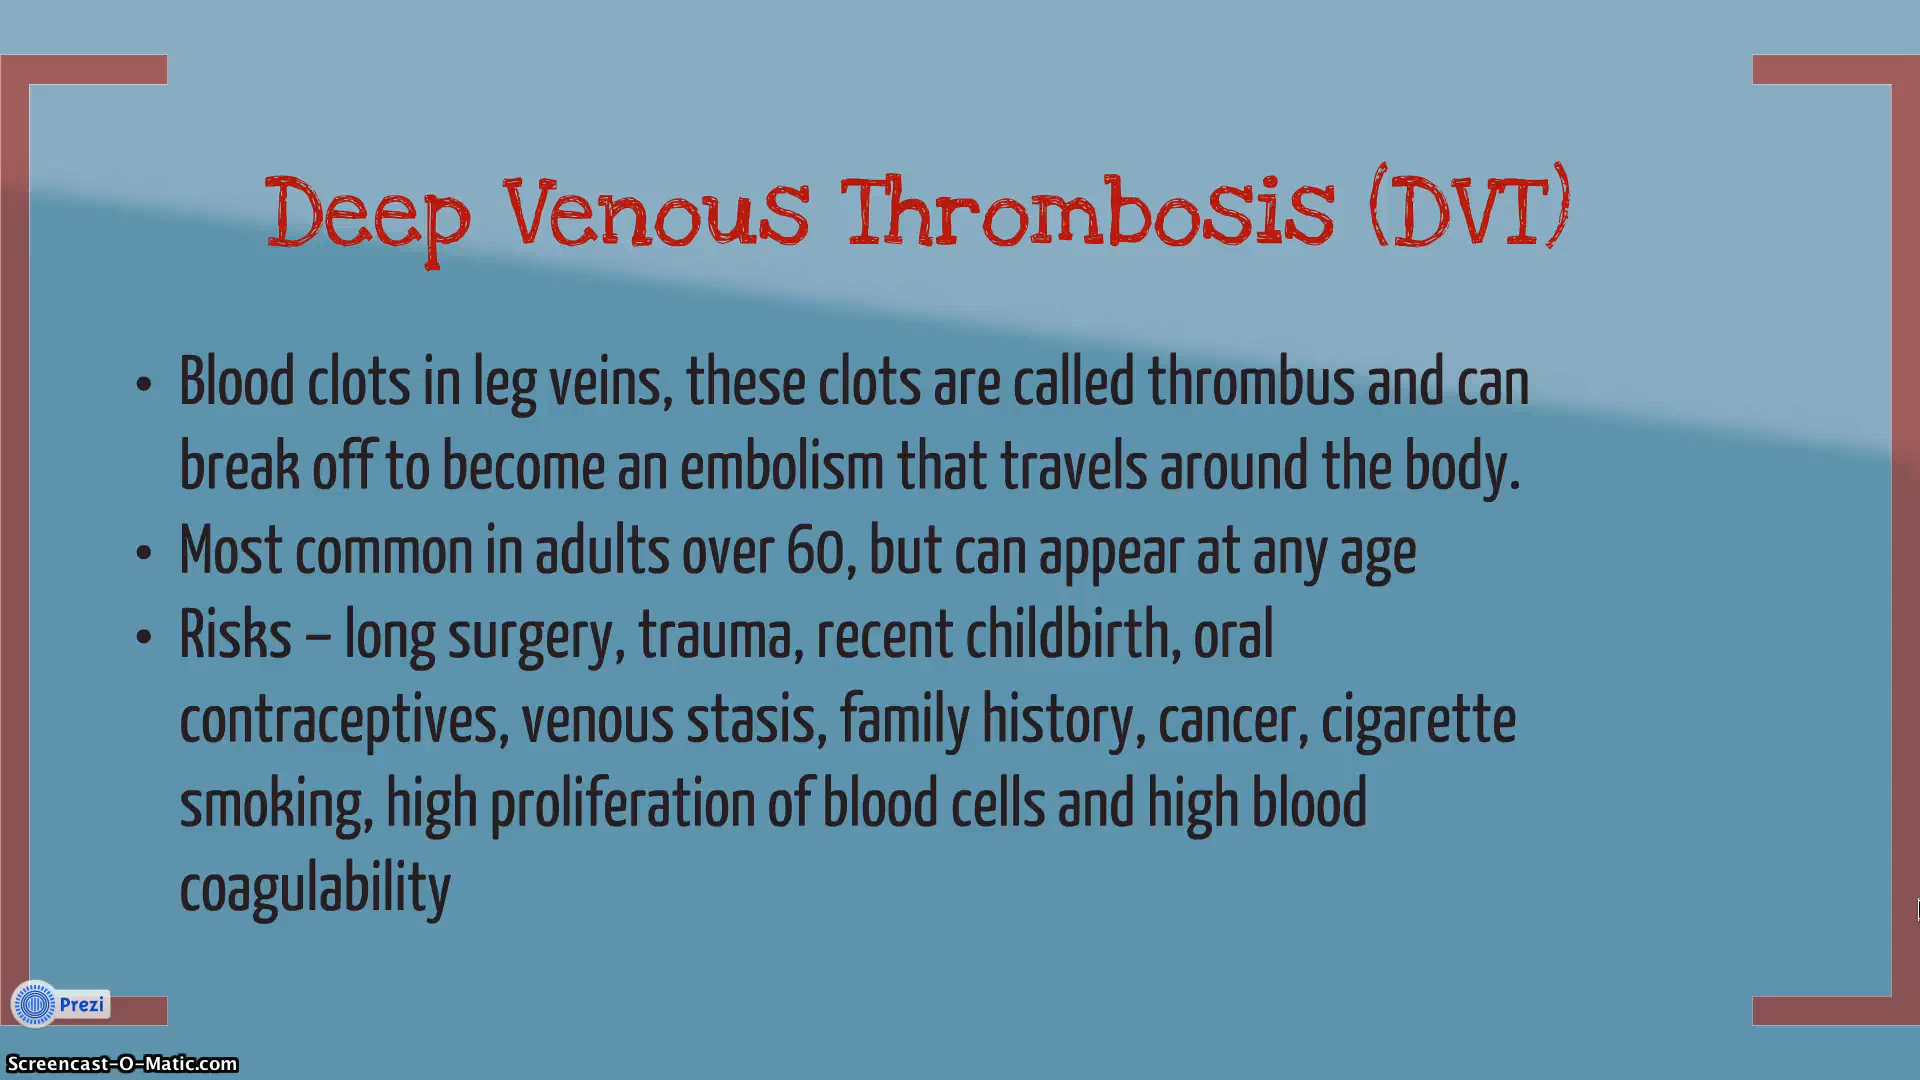 Deep Venous Thrombosis (DVT)
• Blood clots in leg veins, these clots are called thrombus and can
break off to become an embolism that travels around the body.
• Most common in adults over 60, but can appear at any age
• Risks – long surgery, trauma, recent childbirth, oral
contraceptives, venous stasis, family history, cancer, cigarette
smoking, high proliferation of blood cells and high blood
coagulability
Prezi
Screencast-O-Matic.com